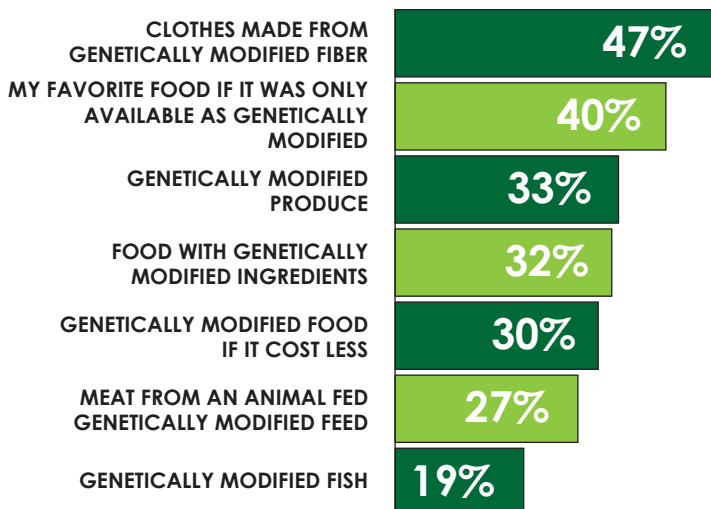 CLOTHES MADE FROM
GENETICALLY MODIFIED FIBER
47%
MY FAVORITE FOOD IF IT WAS ONLY
AVAILABLE AS GENETICALLY
MODIFIED
40%
GENETICALLY MODIFIED
PRODUCE
33%
FOOD WITH GENETICALLY
MODIFIED INGREDIENTS
32%
GENETICALLY MODIFIED FOOD
IF IT COST LESS
30%
MEAT FROM AN ANIMAL FED
GENETICALLY MODIFIED FEED
27%
GENETICALLY MODIFIED FISH
19%